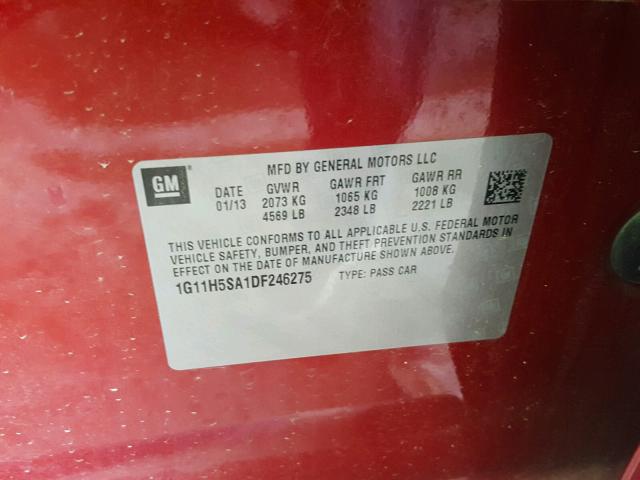 MFD BY GENERAL MOTORS LLC
GM
DATE GVWR GAWR FRT GAWR RR
01/13 2073 KG 1065 KG 1008 KG
4569 LB 2348 LB 2221 LB
THIS VEHICLE CONFORMS TO ALL APPLICABLE U.S. FEDERAL MOTOR
VEHICLE SAFETY, BUMPER, AND THEFT PREVENTION STANDARDS IN
EFFECT ON THE DATE OF MANUFACTURE SHOWN ABOVE.
1G11H5SA1DF246275 TYPE: PASS CAR